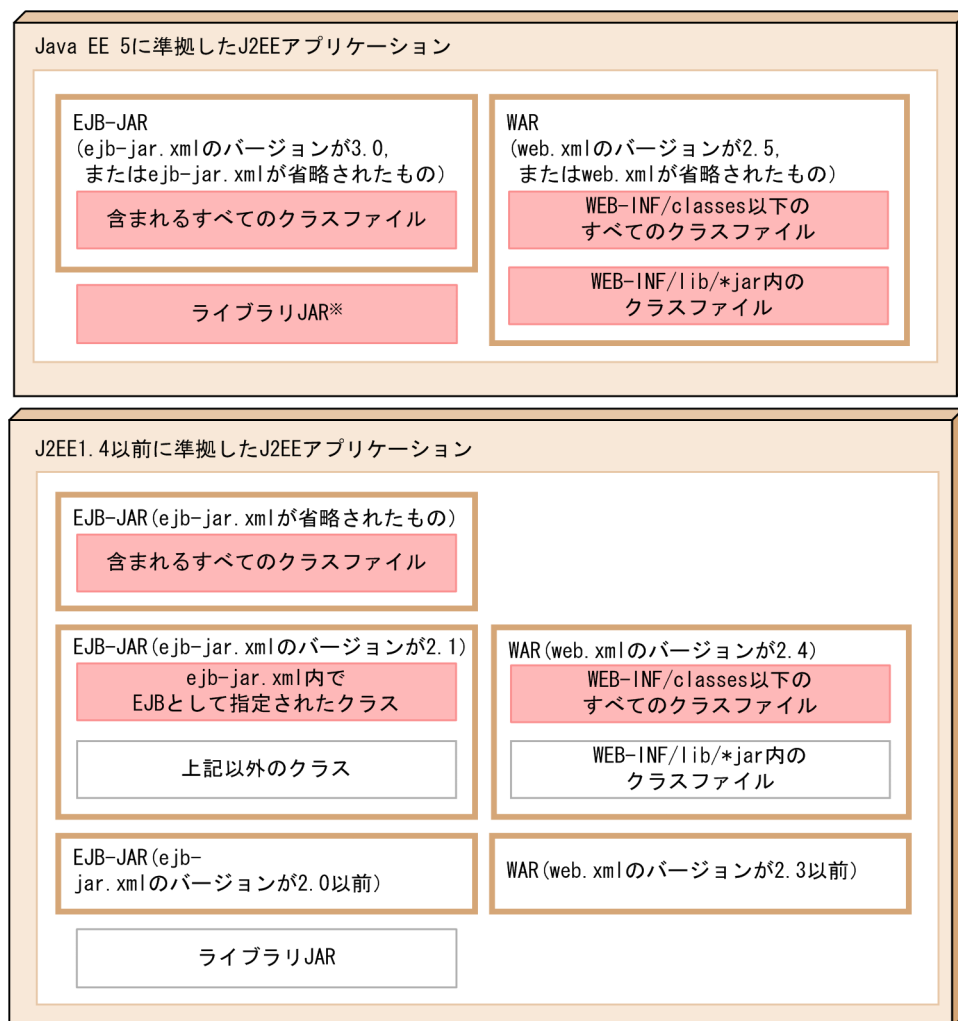 Java EE 5に準拠したJ2EEアプリケーション
EJB-JAR
(ejb-jar.xmlのバージョンが3.0,
またはejb-jar.xmlが省略されたもの)
含まれるすべてのクラスファイル
ライブラリJAR※
WAR
(web.xmlのバージョンが2.5,
またはweb.xmlが省略されたもの)
WEB-INF/classes以下の
すべてのクラスファイル
WEB-INF/lib/*jar内の
クラスファイル
J2EE1.4以前に準拠したJ2EEアプリケーション
EJB-JAR(ejb-jar.xmlが省略されたもの)
含まれるすべてのクラスファイル
EJB-JAR(ejb-jar.xmlのバージョンが2.1)
ejb-jar.xml内で
EJBとして指定されたクラス
上記以外のクラス
WAR(web.xmlのバージョンが2.4)
WEB-INF/classes以下の
すべてのクラスファイル
WEB-INF/lib/*jar内の
クラスファイル
EJB-JAR(ejb-
jar.xmlのバージョンが2.0以前)
WAR(web.xmlのバージョンが2.3以前)
ライブラリJAR